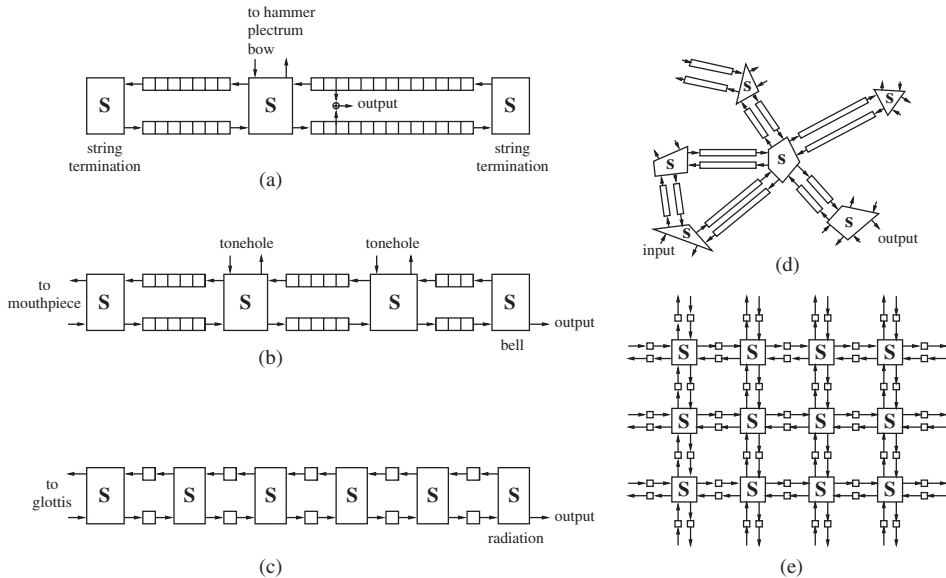 to hammer
plectrum
bow
S
S
S
output
string
termination
string
termination
(a)
tonehole
tonehole
to
mouthpiece
S
S
S
S
output
bell
(b)
to
glottis
S
S
S
S
S
S
output
radiation
(c)
S
S
S
S
S
S
input
output
(d)
S
S
S
S
S
S
S
S
S
S
S
S
(e)